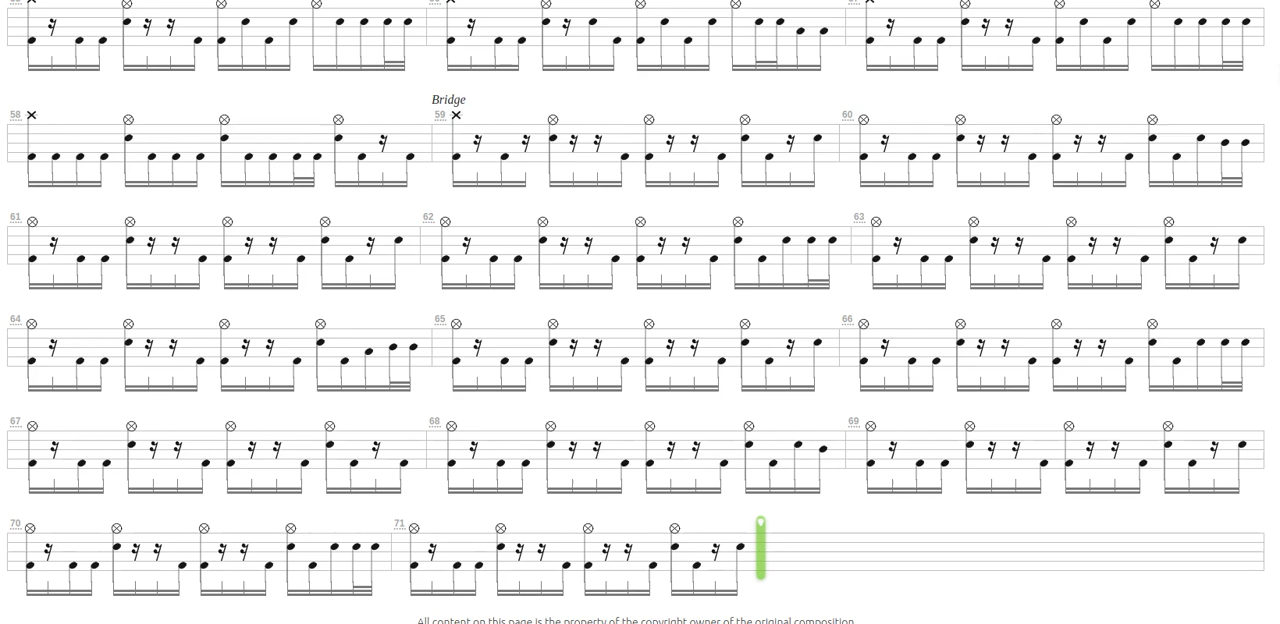 Bridge
58 59 60
61 62 63
64 65 66
67 68 69
70 71
All content on this page is the property of the copyright owner of the original composition